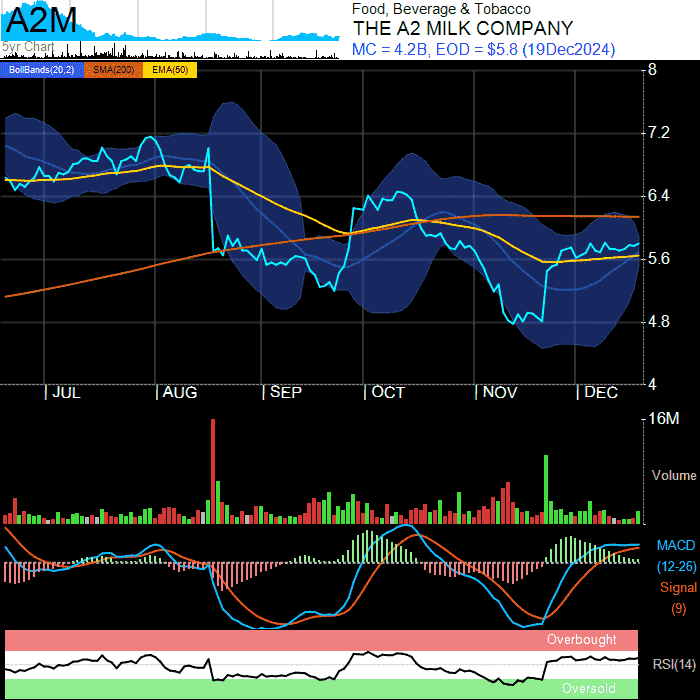 A2M
5yr Chart
Food, Beverage & Tobacco
THE A2 MILK COMPANY
MC = 4.2B, EOD = $5.8 (19Dec2024)
BollBands(20,2) SMA(200) EMA(50)
8
7.2
6.4
5.6
4.8
4
JUL AUG SEP OCT NOV DEC
16M
Volume
MACD
(12-26)
Signal
(9)
Overbought
RSI(14)
Oversold